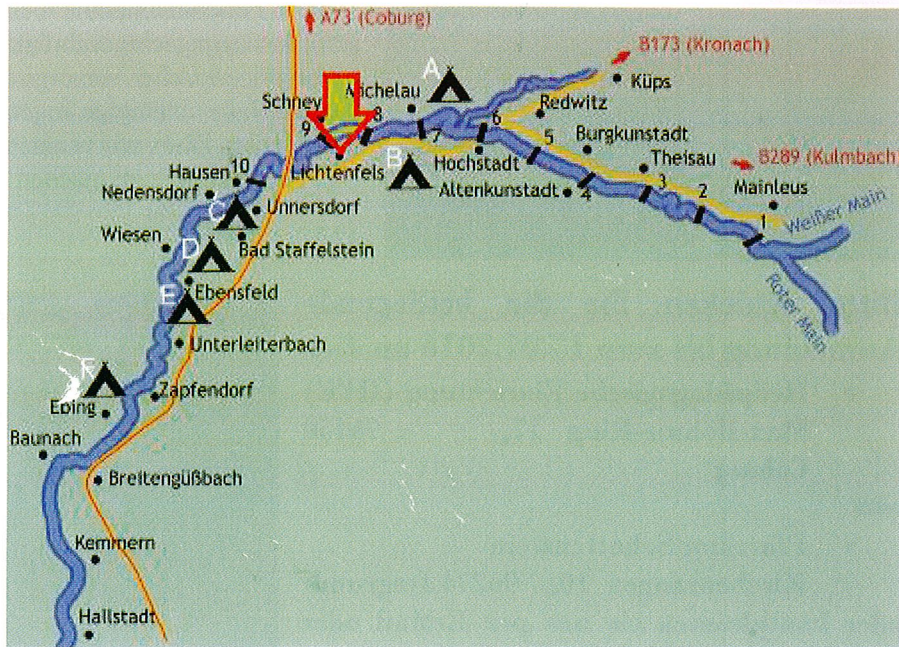 A73 (Coburg)
B173 (Kronach)
A
Michelau
Küps
Schney
8
Redwitz
9
7
6
5
Burgkunstadt
B289 (Kulmbach)
B
Hochstadt
Theisau
Lichtenfels
Hausen
10
Altenkunstadt
4
3
2
Mainleus
1
Nedensdorf
C
Unnersdorf
Weißer Main
Wiesen
D
Bad Staffelstein
Roter Main
E
Ebensfeld
Unterleiterbach
F
Zapfendorf
Ebing
Baunach
Breitengüßbach
Kemmern
Hallstadt